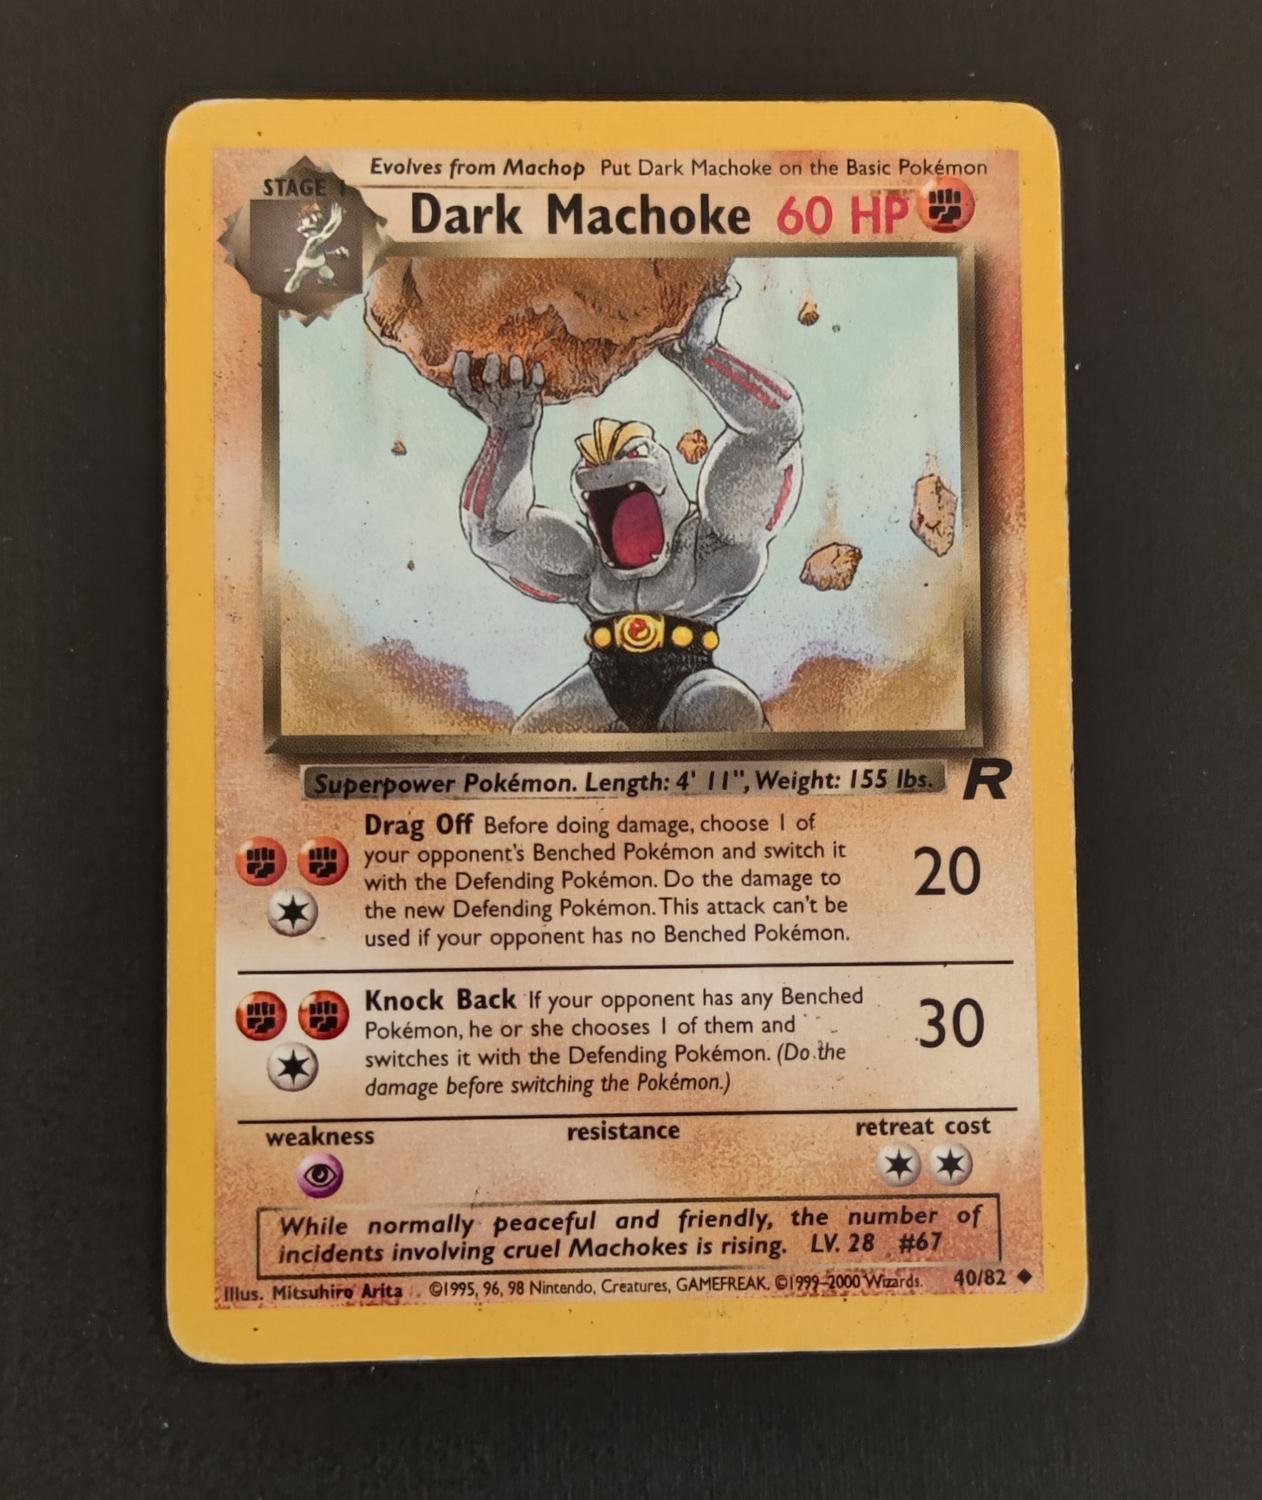 Evolves from Machop Put Dark Machoke on the Basic Pokémon
STAGE 1
Dark Machoke 60 HP
Superpower Pokémon. Length: 4' 11", Weight: 155 lbs.
R
Drag Off Before doing damage, choose 1 of
your opponent's Benched Pokémon and switch it
with the Defending Pokémon. Do the damage to
the new Defending Pokémon. This attack can't be
used if your opponent has no Benched Pokémon.
20
Knock Back If your opponent has any Benched
Pokémon, he or she chooses 1 of them and
switches it with the Defending Pokémon. (Do the
damage before switching the Pokémon.)
30
weakness resistance retreat cost
While normally peaceful and friendly, the number of
incidents involving cruel Machokes is rising. LV. 28 #67
Illus. Mitsuhiro Arita ©1995, 96, 98 Nintendo, Creatures, GAMEFREAK. ©1999-2000 Wizards. 40/82